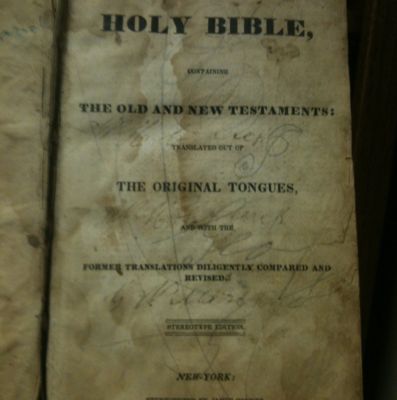 HOLY BIBLE,
CONTAINING
THE OLD AND NEW TESTAMENTS:
TRANSLATED OUT OF
THE ORIGINAL TONGUES,
AND WITH THE
FORMER TRANSLATIONS DILIGENTLY COMPARED AND
REVISED.
STEREOTYPE EDITION.
NEW-YORK: